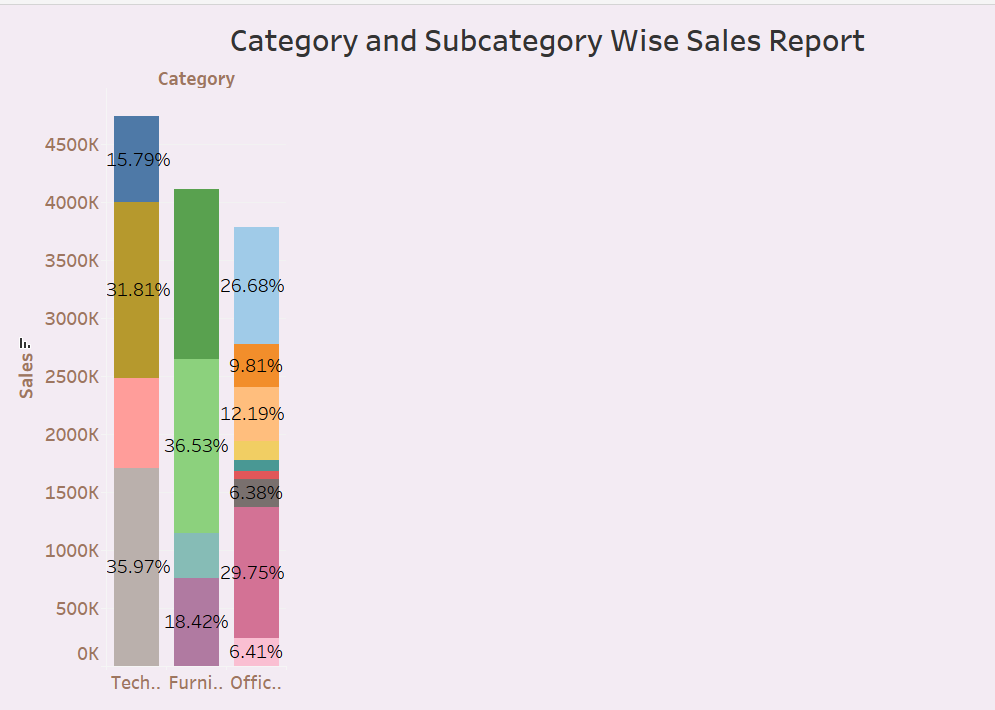 Category and Subcategory Wise Sales Report
Category
Sales
4500K
4000K
3500K
3000K
2500K
2000K
1500K
1000K
500K
0K
15.79%
31.81%
35.97%
36.53%
18.42%
26.68%
9.81%
12.19%
6.38%
29.75%
6.41%
Tech.. Furni.. Offic..